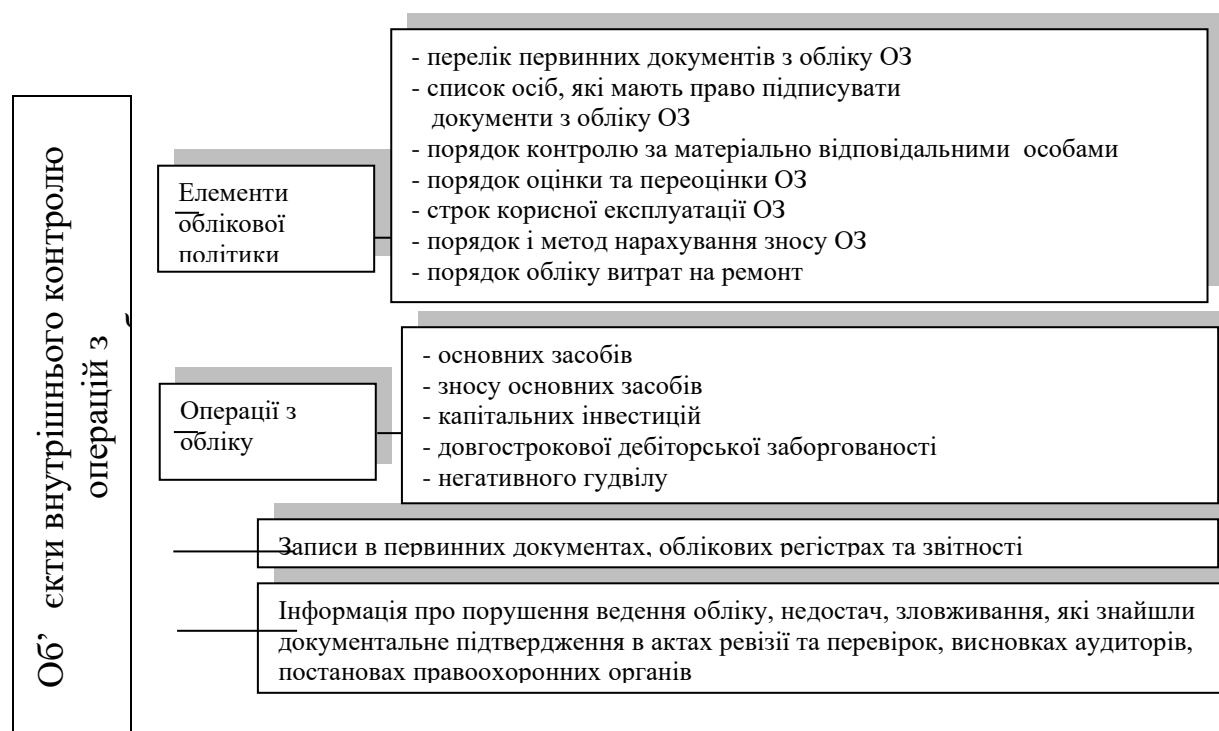 Об’ єкти внутрішнього контролю
операцій з
Елементи
облікової
політики
- перелік первинних документів з обліку ОЗ
- список осіб, які мають право підписувати
документи з обліку ОЗ
- порядок контролю за матеріально відповідальними особами
- порядок оцінки та переоцінки ОЗ
- строк корисної експлуатації ОЗ
- порядок і метод нарахування зносу ОЗ
- порядок обліку витрат на ремонт
Операції з
обліку
- основних засобів
- зносу основних засобів
- капітальних інвестицій
- довгострокової дебіторської заборгованості
- негативного гудвілу
Записи в первинних документах, облікових регістрах та звітності
Інформація про порушення ведення обліку, недостач, зловживання, які знайшли
документальне підтвердження в актах ревізії та перевірок, висновках аудиторів,
постановах правоохоронних органів